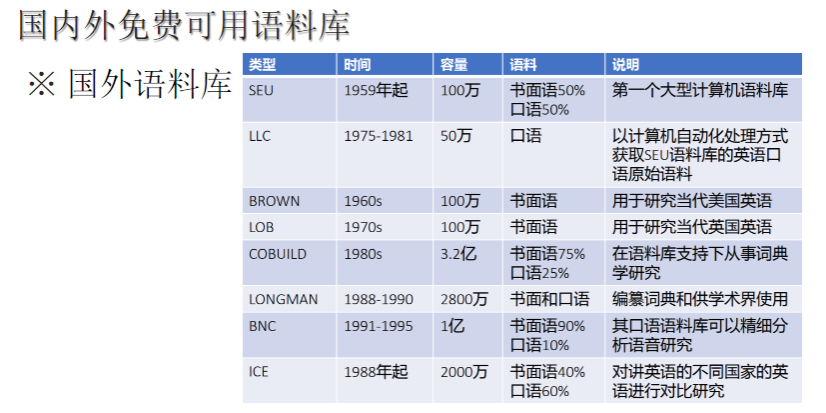 国内外免费可用语料库
※ 国外语料库
类型 时间 容量 语料 说明
SEU 1959年起 100万 书面语50% 第一个大型计算机语料库
口语50%
LLC 1975-1981 50万 口语 以计算机自动化处理方式
获取SEU语料库的英语口
语原始语料
BROWN 1960s 100万 书面语 用于研究当代美国英语
LOB 1970s 100万 书面语 用于研究当代英国英语
COBUILD 1980s 3.2亿 书面语75% 在语料库支持下从事词典
口语25% 学研究
LONGMAN 1988-1990 2800万 书面和口语 编纂词典和供学术界使用
BNC 1991-1995 1亿 书面语90% 其口语语料库可以精细分
口语10% 析语音研究
ICE 1988年起 2000万 书面语40% 对讲英语的不同国家的英
口语60% 语进行对比研究